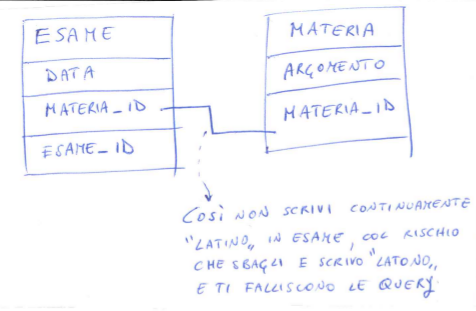 ESAME
DATA
MATERIA_ID
ESAME_ID
MATERIA
ARGOMENTO
MATERIA_ID
COSÌ NON SCRIVI CONTINUAMENTE
"LATINO„ IN ESAME, COL RISCHIO
CHE SBAGLI E SCRIVO "LATONO„
E TI FALLISCONO LE QUERY